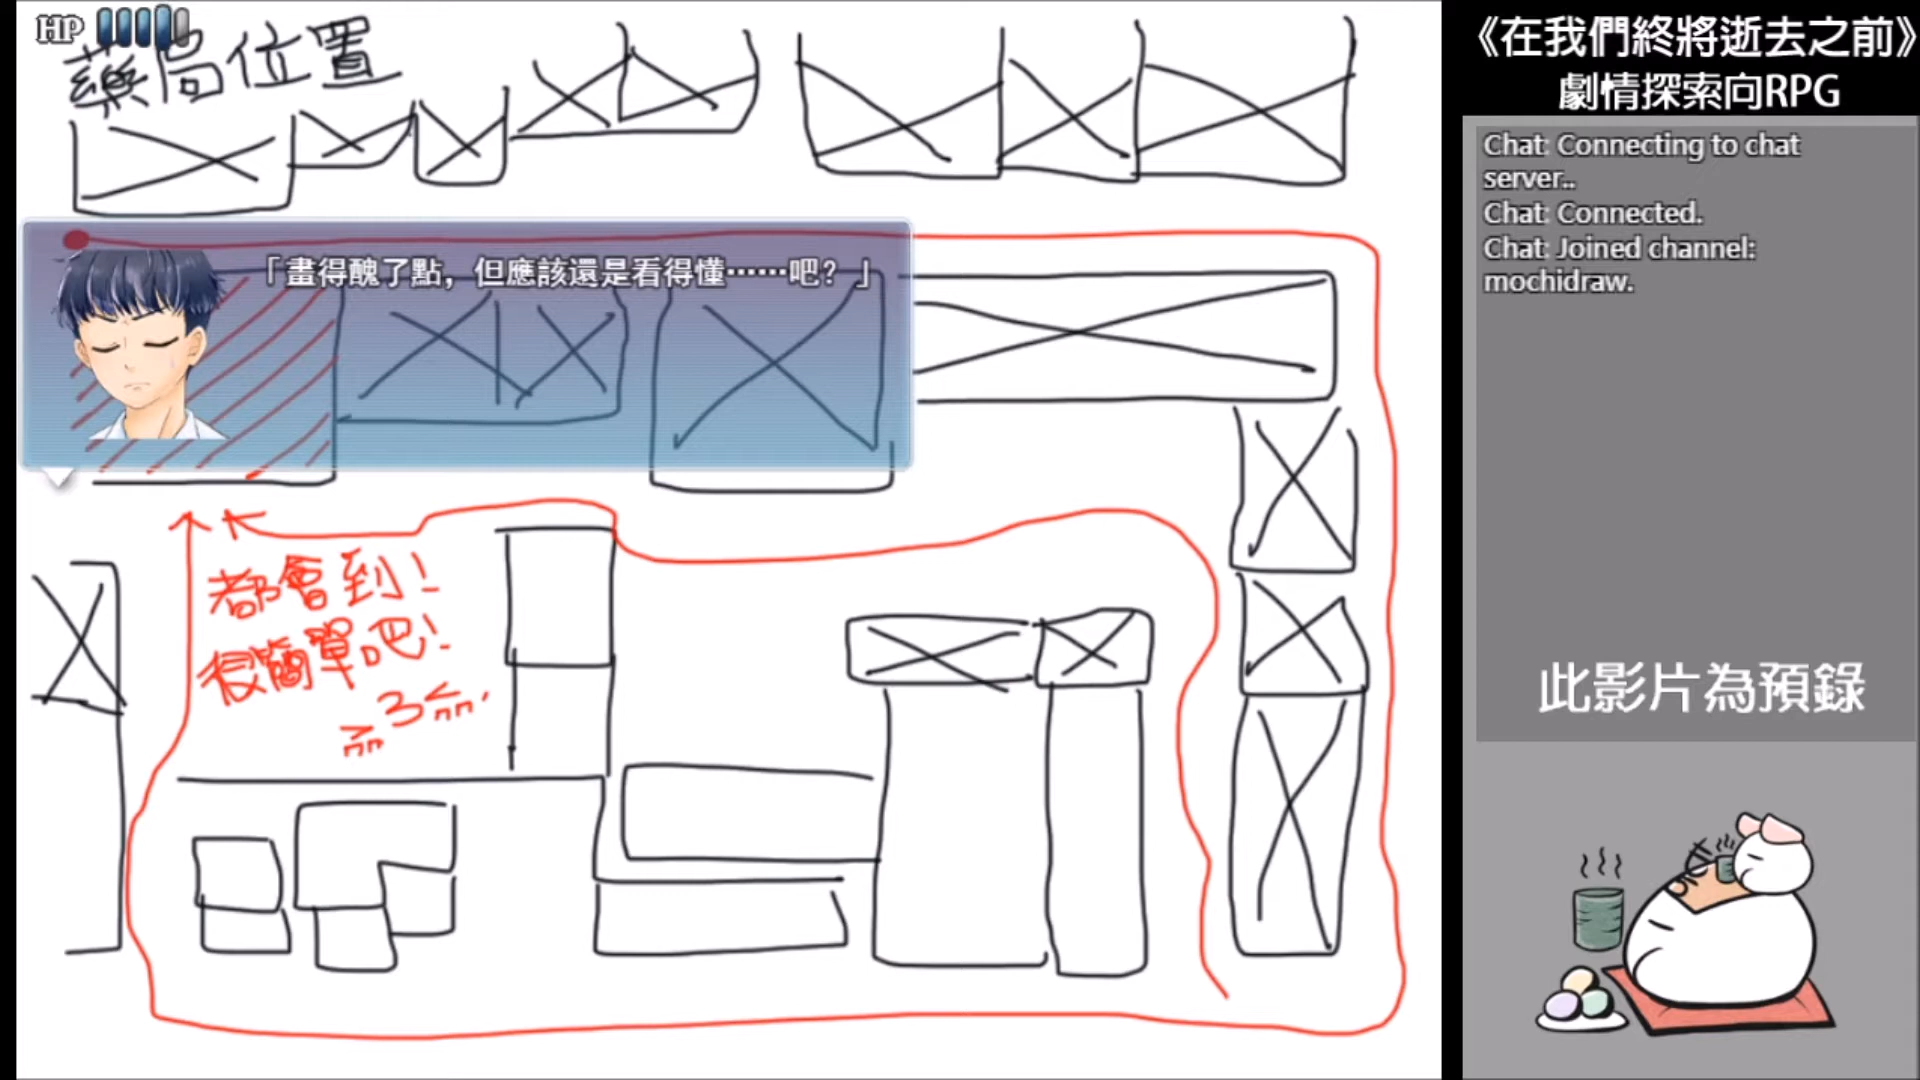 HP
藥局位置
「畫得醜了點，但應該還是看得懂……吧？」
都會到！
很簡單吧！
《在我們終將逝去之前》
劇情探索向RPG
Chat: Connecting to chat
server..
Chat: Connected.
Chat: Joined channel:
mochidraw.
此影片為預錄